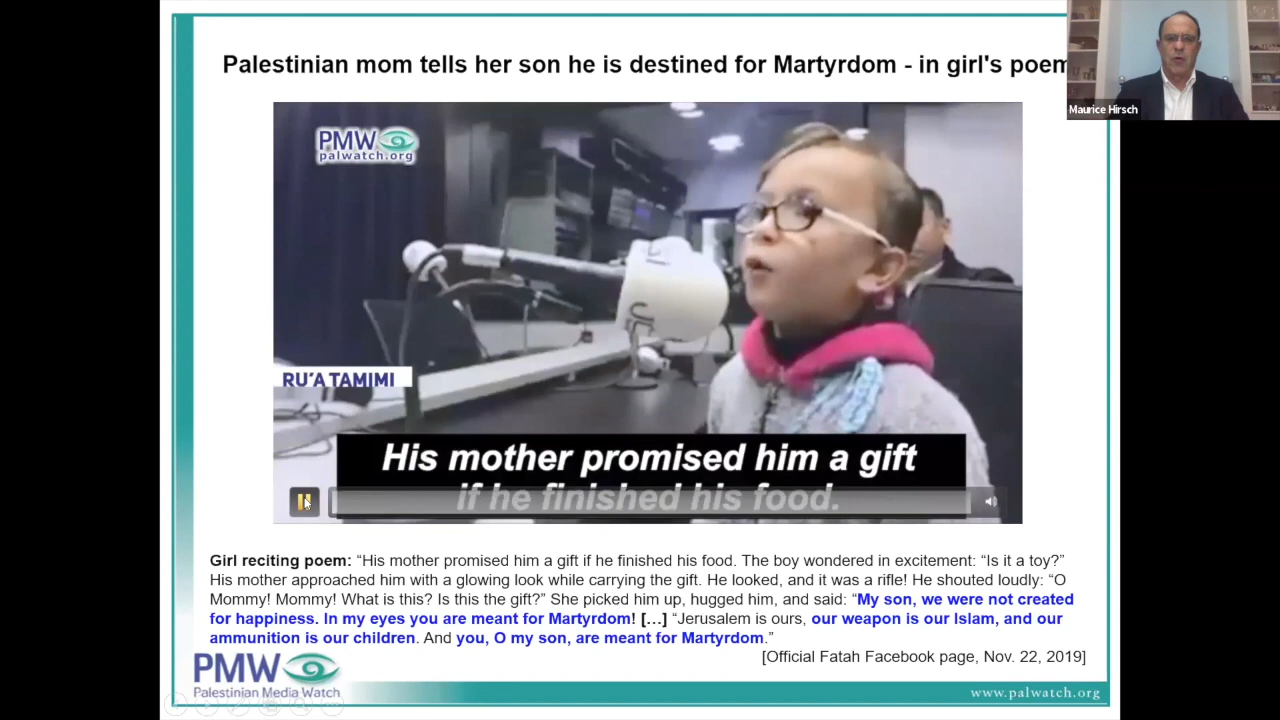 Palestinian mom tells her son he is destined for Martyrdom - in girl's poem
Maurice Hirsch
PMW
palwatch.org
RU'A TAMIMI
His mother promised him a gift
if he finished his food.
Girl reciting poem: “His mother promised him a gift if he finished his food. The boy wondered in excitement: “Is it a toy?”
His mother approached him with a glowing look while carrying the gift. He looked, and it was a rifle! He shouted loudly: “O
Mommy! Mommy! What is this? Is this the gift?” She picked him up, hugged him, and said: “My son, we were not created
for happiness. In my eyes you are meant for Martyrdom! […] “Jerusalem is ours, our weapon is our Islam, and our
ammunition is our children. And you, O my son, are meant for Martyrdom.”
[Official Fatah Facebook page, Nov. 22, 2019]
PMW
Palestinian Media Watch
www.palwatch.org